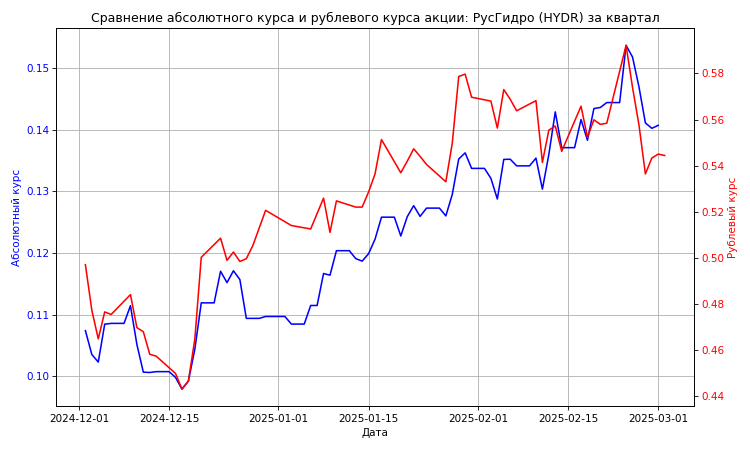 Сравнение абсолютного курса и рублевого курса акции: РусГидро (HYDR) за квартал
Абсолютный курс
0.15
0.14
0.13
0.12
0.11
0.10
0.58
0.56
0.54
0.52
0.50
0.48
0.46
0.44
Рублевый курс
2024-12-01 2024-12-15 2025-01-01 2025-01-15 2025-02-01 2025-02-15 2025-03-01
Дата